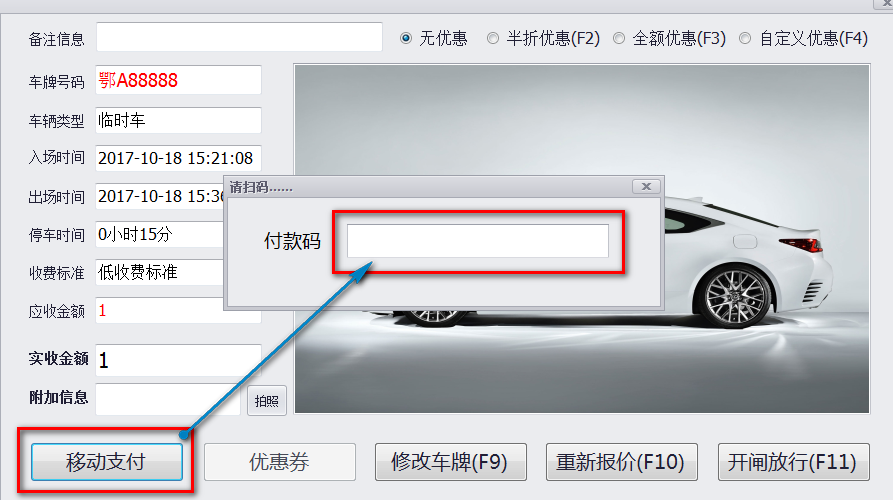 备注信息 无优惠 半折优惠(F2) 全额优惠(F3) 自定义优惠(F4)
车牌号码 鄂A88888
车辆类型 临时车
入场时间 2017-10-18 15:21:08
出场时间 2017-10-18 15:36
停车时间 0小时15分
收费标准 低收费标准
应收金额 1
实收金额 1
附加信息 拍照
请扫码......
付款码
移动支付 优惠券 修改车牌(F9) 重新报价(F10) 开闸放行(F11)